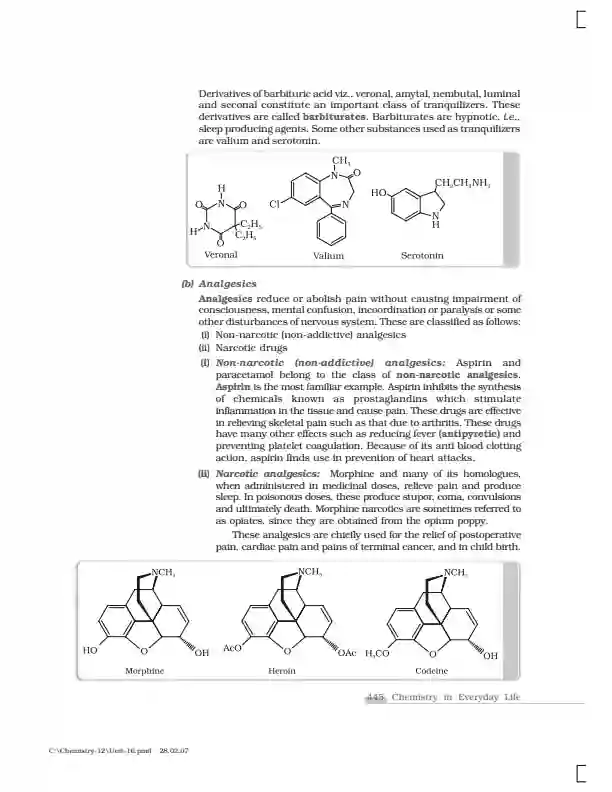 Derivatives of barbituric acid viz., veronal, amytal, nembutal, luminal
and seconal constitute an important class of tranquilizers. These
derivatives are called barbiturates. Barbiturates are hypnotic, i.e.,
sleep producing agents. Some other substances used as tranquilizers
are valium and serotonin.
H
N
O
O
N
H
O
C₂H₅
C₂H₅
Veronal
CH₃
N
O
Cl
N
Valium
HO
CH₂CH₂NH₂
N
H
Serotonin
(b) Analgesics
Analgesics reduce or abolish pain without causing impairment of
consciousness, mental confusion, incoordination or paralysis or some
other disturbances of nervous system. These are classified as follows:
(i) Non-narcotic (non-addictive) analgesics
(ii) Narcotic drugs
(i) Non-narcotic (non-addictive) analgesics: Aspirin and
paracetamol belong to the class of non-narcotic analgesics.
Aspirin is the most familiar example. Aspirin inhibits the synthesis
of chemicals known as prostaglandins which stimulate
inflammation in the tissue and cause pain. These drugs are effective
in relieving skeletal pain such as that due to arthritis. These drugs
have many other effects such as reducing fever (antipyretic) and
preventing platelet coagulation. Because of its anti blood clotting
action, aspirin finds use in prevention of heart attacks.
(ii) Narcotic analgesics: Morphine and many of its homologues,
when administered in medicinal doses, relieve pain and produce
sleep. In poisonous doses, these produce stupor, coma, convulsions
and ultimately death. Morphine narcotics are sometimes referred to
as opiates, since they are obtained from the opium poppy.
These analgesics are chiefly used for the relief of postoperative
pain, cardiac pain and pains of terminal cancer, and in child birth.
NCH₃
HO
O
OH
Morphine
NCH₃
AcO
O
OAc
Heroin
NCH₃
H₃CO
O
OH
Codeine
445 Chemistry in Everyday Life
C:\Chemistry-12\Unit-16.pmd 28.02.07